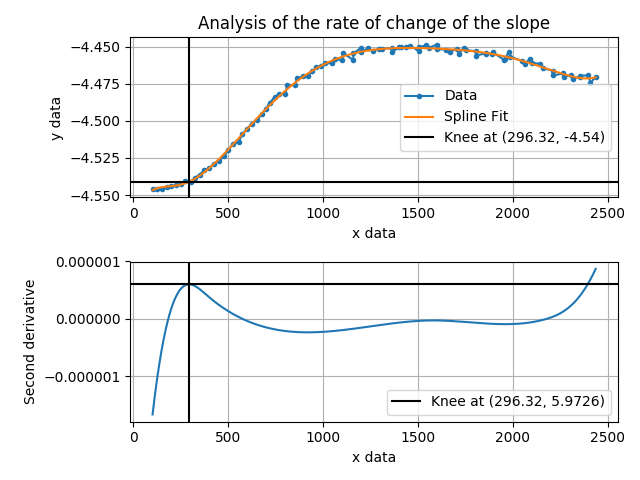 Analysis of the rate of change of the slope
−4.450
−4.475
−4.500
−4.525
−4.550
y data
Data
Spline Fit
Knee at (296.32, -4.54)
0 500 1000 1500 2000 2500
x data
0.000001
0.000000
−0.000001
Second derivative
Knee at (296.32, 5.9726)
0 500 1000 1500 2000 2500
x data